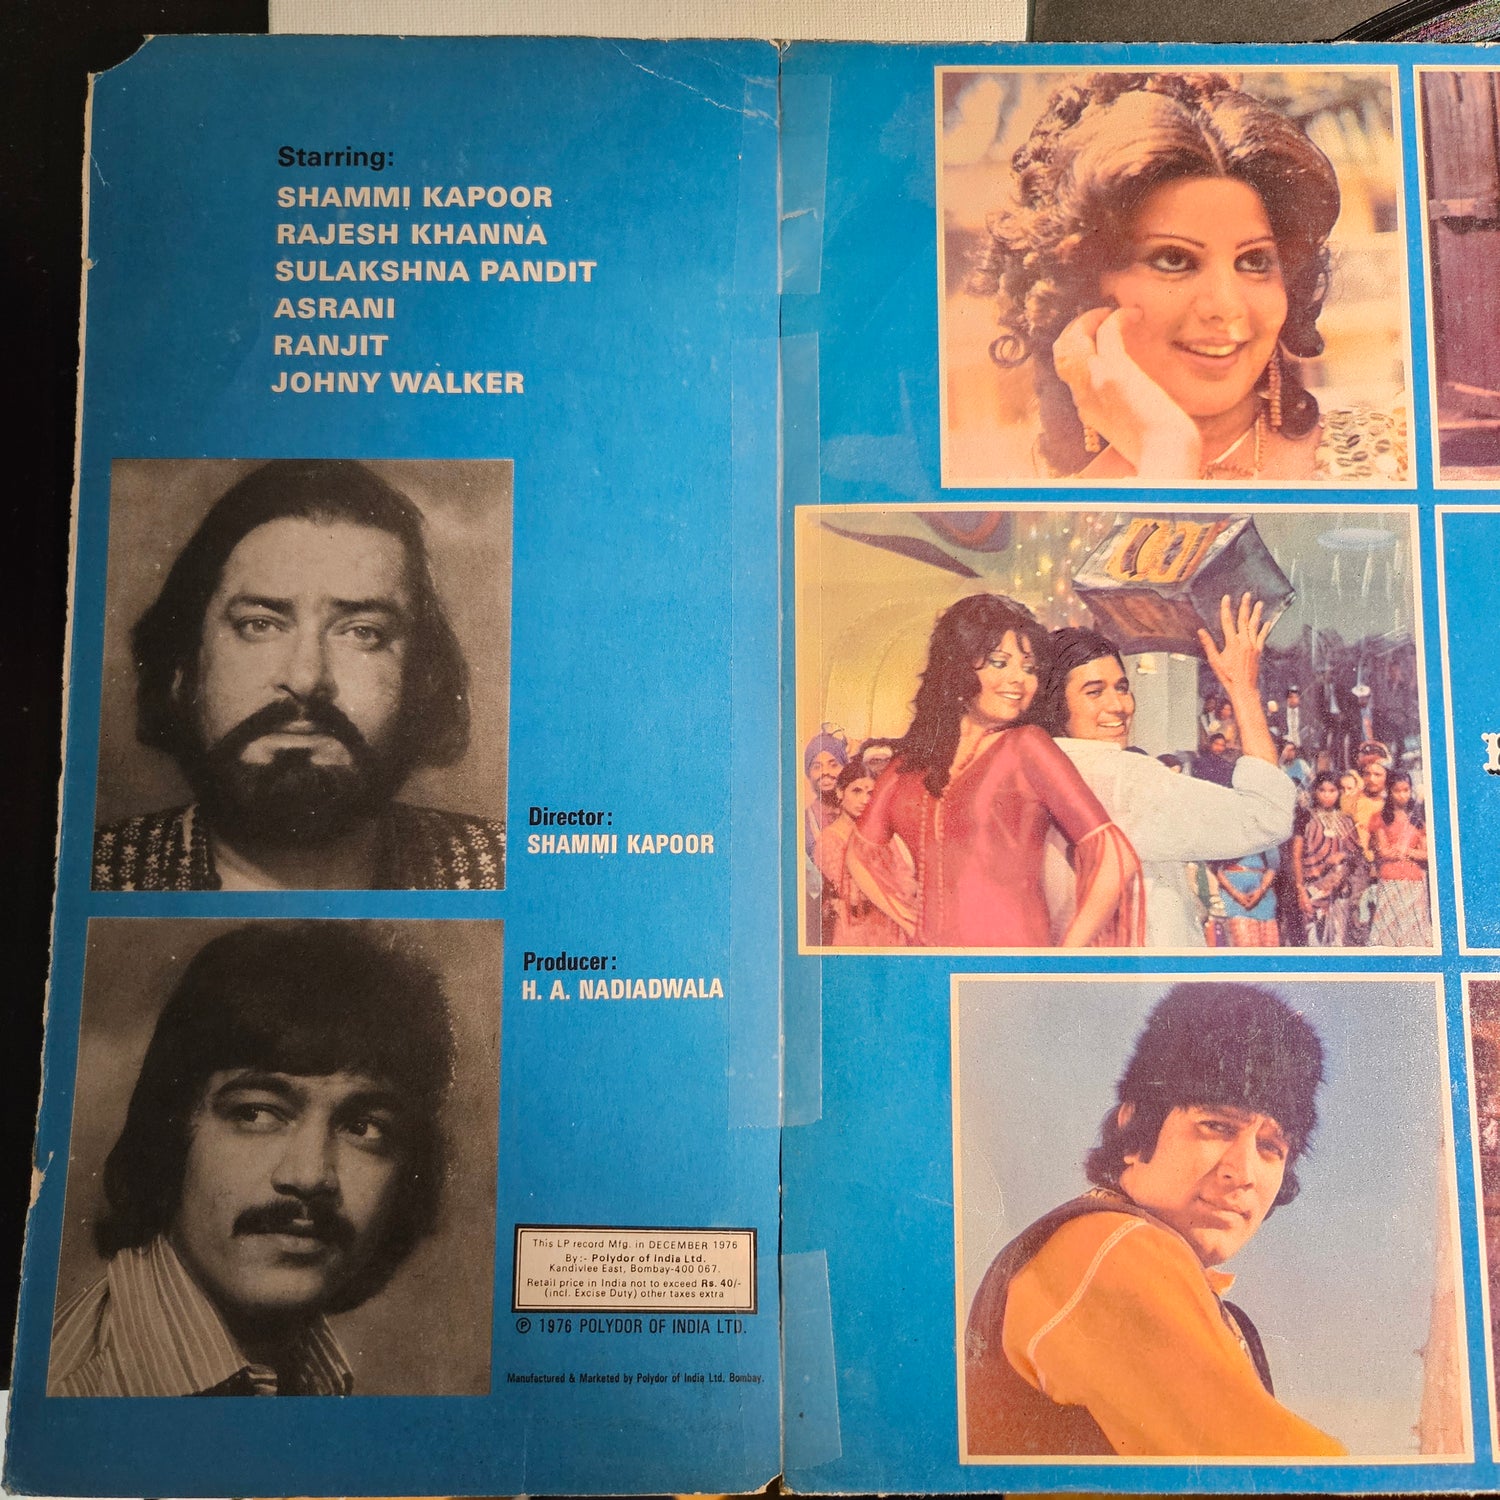 Starring:
SHAMMI KAPOOR
RAJESH KHANNA
SULAKSHNA PANDIT
ASRANI
RANJIT
JOHNY WALKER
Director:
SHAMMI KAPOOR
Producer:
H. A. NADIADWALA
This LP record Mfg. in DECEMBER 1976
By:- Polydor of India Ltd.
Kandivlee East, Bombay-400 067.
Retail price in India not to exceed Rs. 40/-
(incl. Excise Duty) other taxes extra
℗ 1976 POLYDOR OF INDIA LTD.
Manufactured & Marketed by Polydor of India Ltd. Bombay.